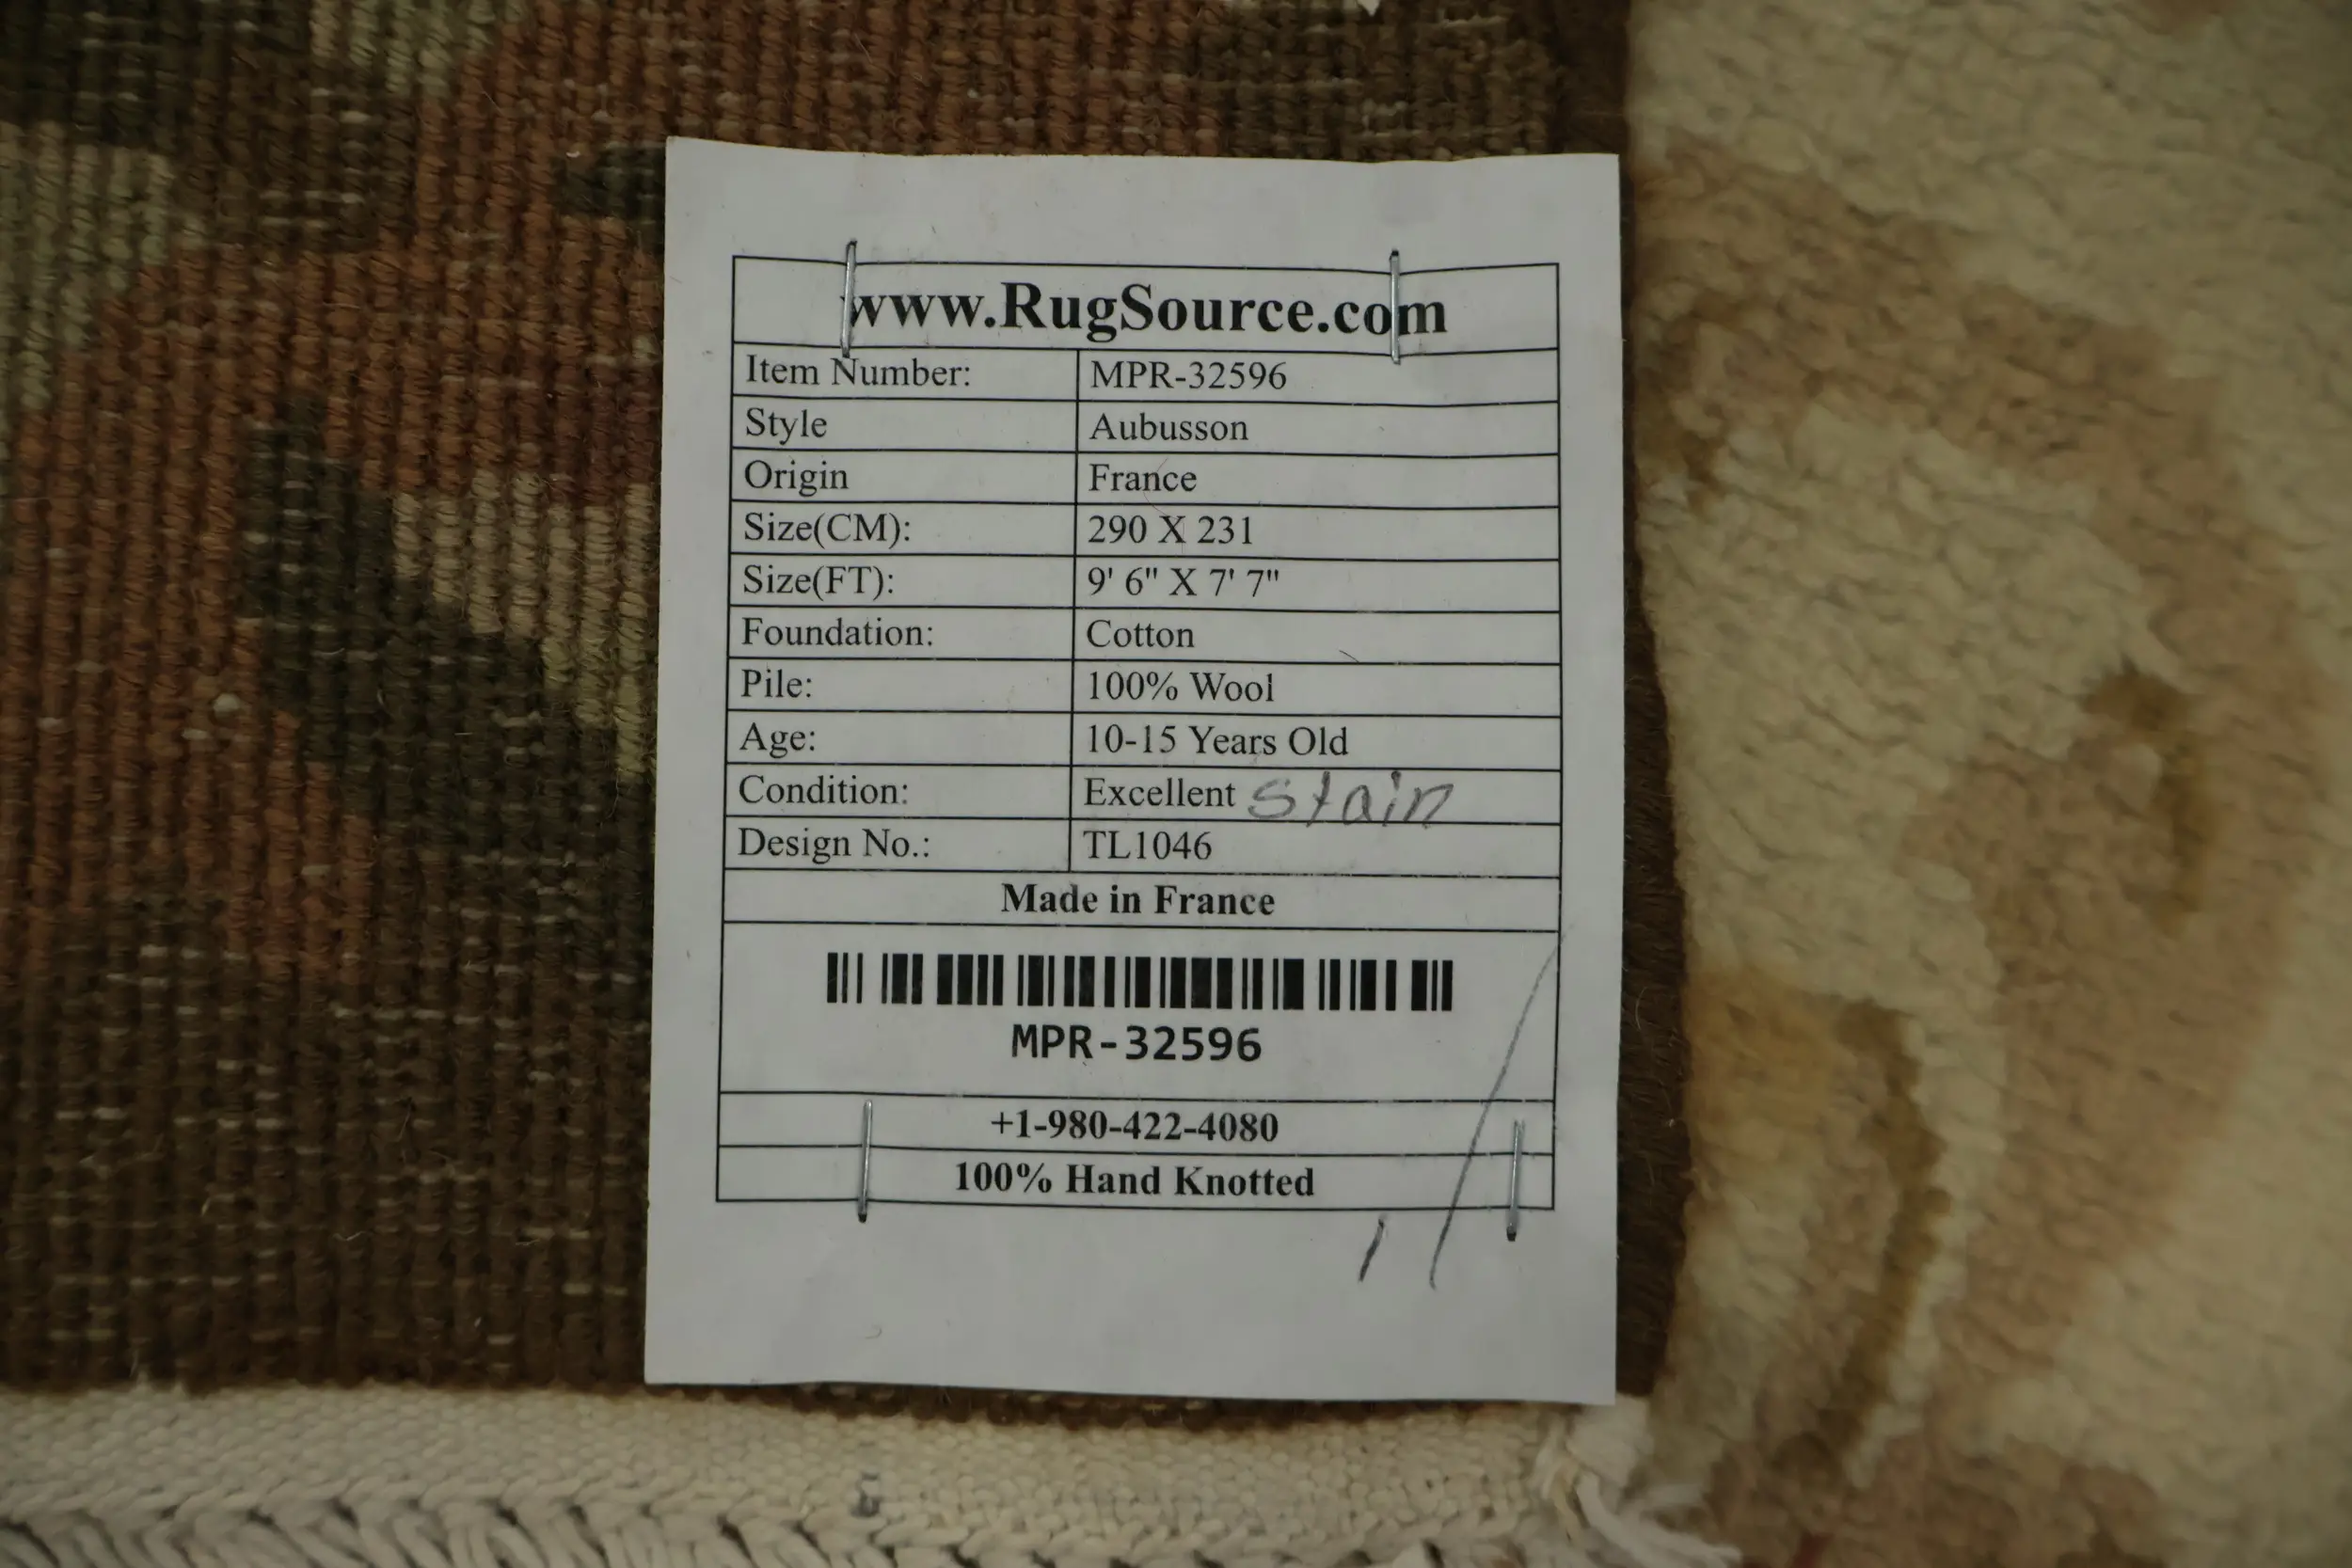 www.RugSource.com
Item Number: MPR-32596
Style Aubusson
Origin France
Size(CM): 290 X 231
Size(FT): 9' 6" X 7' 7"
Foundation: Cotton
Pile: 100% Wool
Age: 10-15 Years Old
Condition: Excellent stain
Design No.: TL1046
Made in France
MPR-32596
+1-980-422-4080
100% Hand Knotted